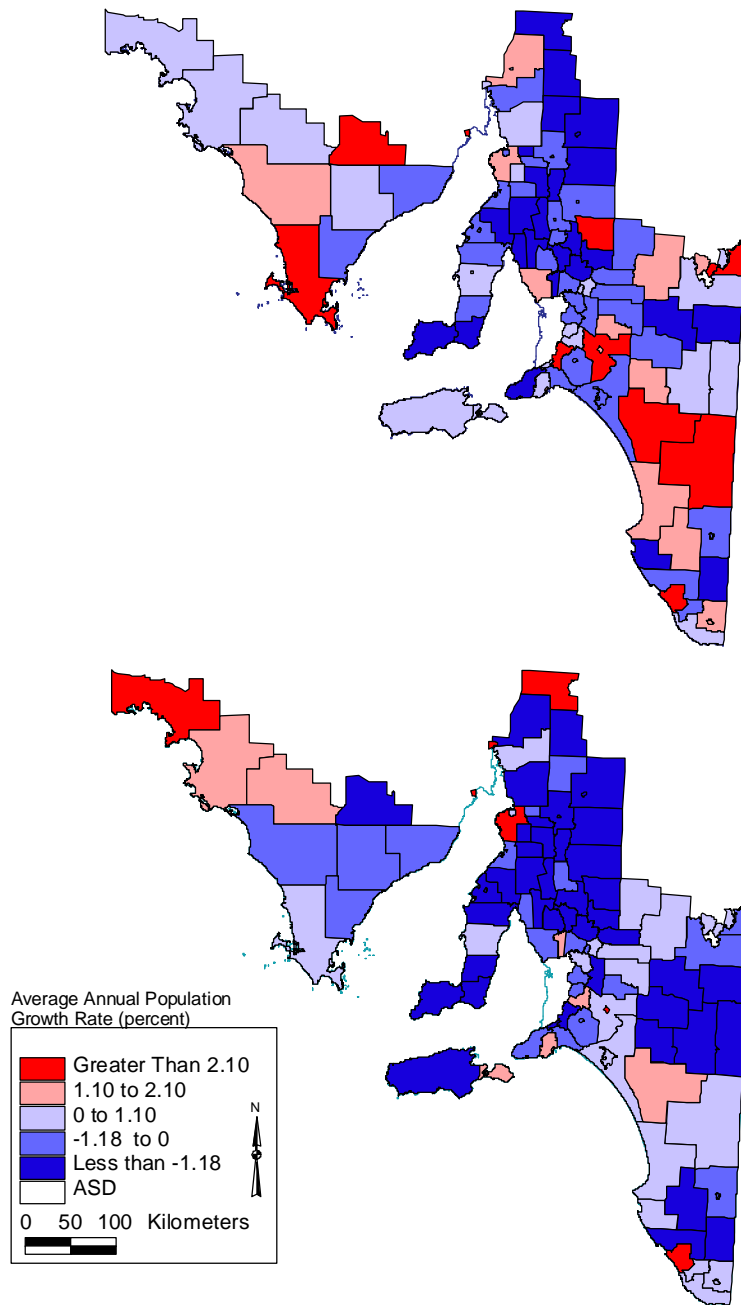 Average Annual Population
Growth Rate (percent)
Greater Than 2.10
1.10 to 2.10
0 to 1.10
-1.18 to 0
Less than -1.18
ASD
N
0 50 100 Kilometers